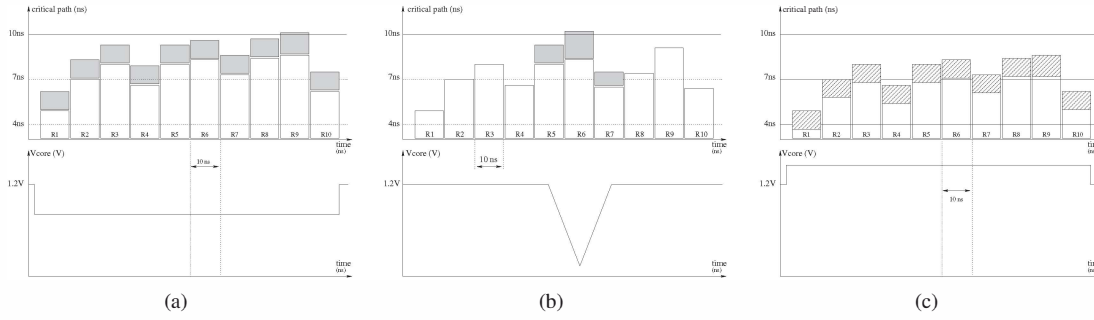 critical path (ns)
10ns
7ns
4ns
R1 R2 R3 R4 R5 R6 R7 R8 R9 R10
time
(ns)
Vcore (V)
10 ns
1.2V
time
(ns)
(a)
critical path (ns)
10ns
7ns
4ns
R1 R2 R3 R4 R5 R6 R7 R8 R9 R10
time
(ns)
Vcore (V)
10 ns
1.2V
time
(ns)
(b)
critical path (ns)
10ns
7ns
4ns
R1 R2 R3 R4 R5 R6 R7 R8 R9 R10
(ns)
Vcore (V)
1.2V
10 ns
(ns)
(c)